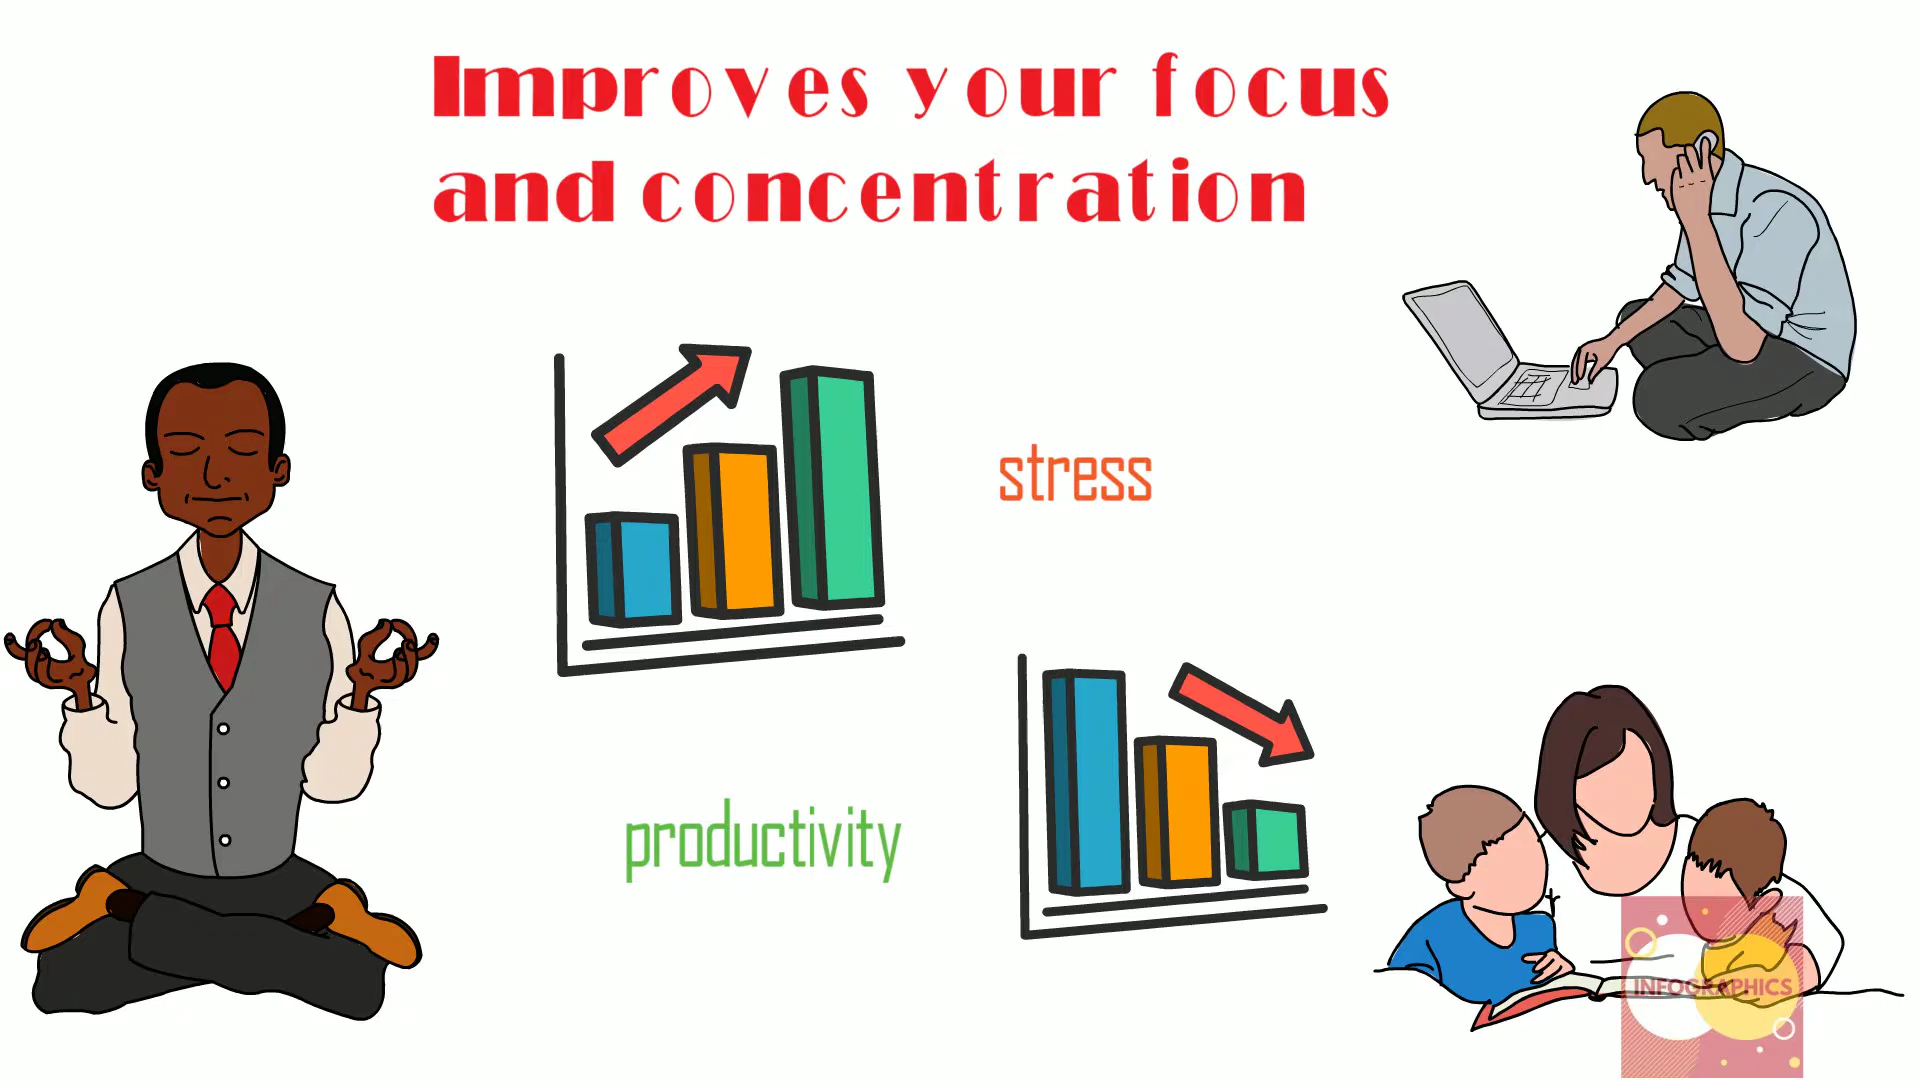 Improves your focus
and concentration
stress
productivity
INFOGRAPHICS